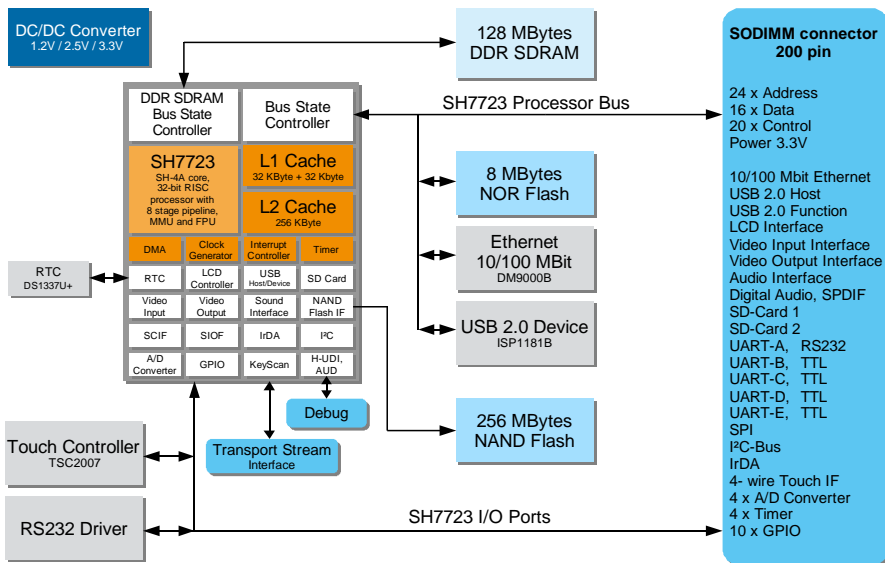 DC/DC Converter
1.2V / 2.5V / 3.3V
128 MBytes
DDR SDRAM
SODIMM connector
200 pin
24 x Address
16 x Data
20 x Control
Power 3.3V
10/100 Mbit Ethernet
USB 2.0 Host
USB 2.0 Function
LCD Interface
Video Input Interface
Video Output Interface
Audio Interface
Digital Audio, SPDIF
SD-Card 1
SD-Card 2
UART-A, RS232
UART-B, TTL
UART-C, TTL
UART-D, TTL
UART-E, TTL
SPI
I²C-Bus
IrDA
4- wire Touch IF
4 x A/D Converter
4 x Timer
10 x GPIO
DDR SDRAM
Bus State
Controller
Bus State
Controller
SH7723 Processor Bus
SH7723
SH-4A core,
32-bit RISC
processor with
8 stage pipeline,
MMU and FPU
L1 Cache
32 KByte + 32 Kbyte
L2 Cache
256 KByte
8 MBytes
NOR Flash
DMA
Clock
Generator
Interrupt
Controller
Timer
Ethernet
10/100 MBit
DM9000B
RTC
DS1337U+
RTC
LCD
Controller
USB
Host/Device
SD Card
Video
Input
Video
Output
Sound
Interface
NAND
Flash IF
USB 2.0 Device
ISP1181B
SCIF
SIOF
IrDA
I²C
A/D
Converter
GPIO
KeyScan
H-UDI,
AUD
Debug
256 MBytes
NAND Flash
Touch Controller
TSC2007
Transport Stream
Interface
RS232 Driver
SH7723 I/O Ports